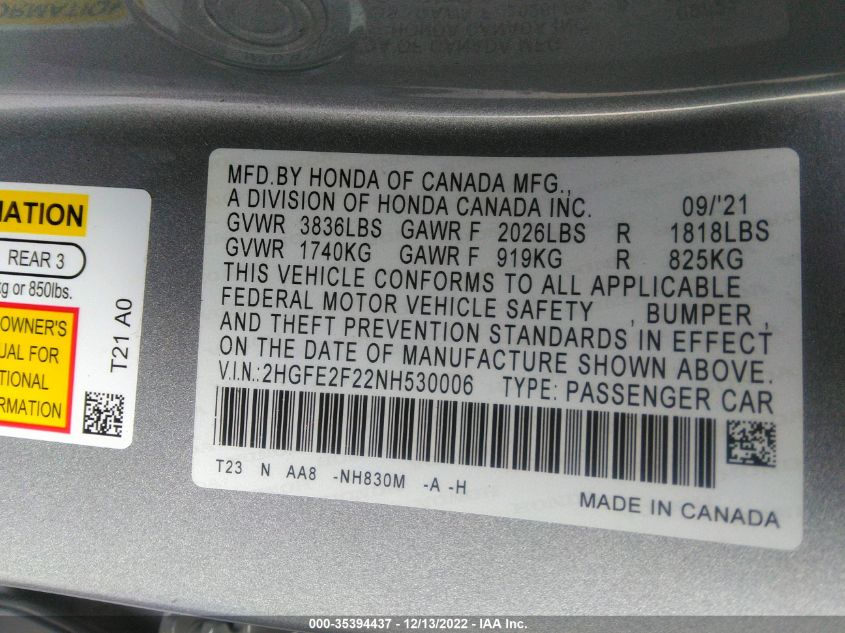 MFD.BY HONDA OF CANADA MFG.,
A DIVISION OF HONDA CANADA INC. 09/'21
GVWR 3836LBS GAWR F 2026LBS R 1818LBS
GVWR 1740KG GAWR F 919KG R 825KG
THIS VEHICLE CONFORMS TO ALL APPLICABLE
FEDERAL MOTOR VEHICLE SAFETY , BUMPER ,
AND THEFT PREVENTION STANDARDS IN EFFECT
ON THE DATE OF MANUFACTURE SHOWN ABOVE.
V.I.N.:2HGFE2F22NH530006 TYPE: PASSENGER CAR
T23 N AA8 -NH830M -A -H
MADE IN CANADA
MATION
REAR 3
kg or 850lbs.
OWNER'S
UAL FOR
TIONAL
RMATION
T21 A0
000-35394437 - 12/13/2022 - IAA Inc.